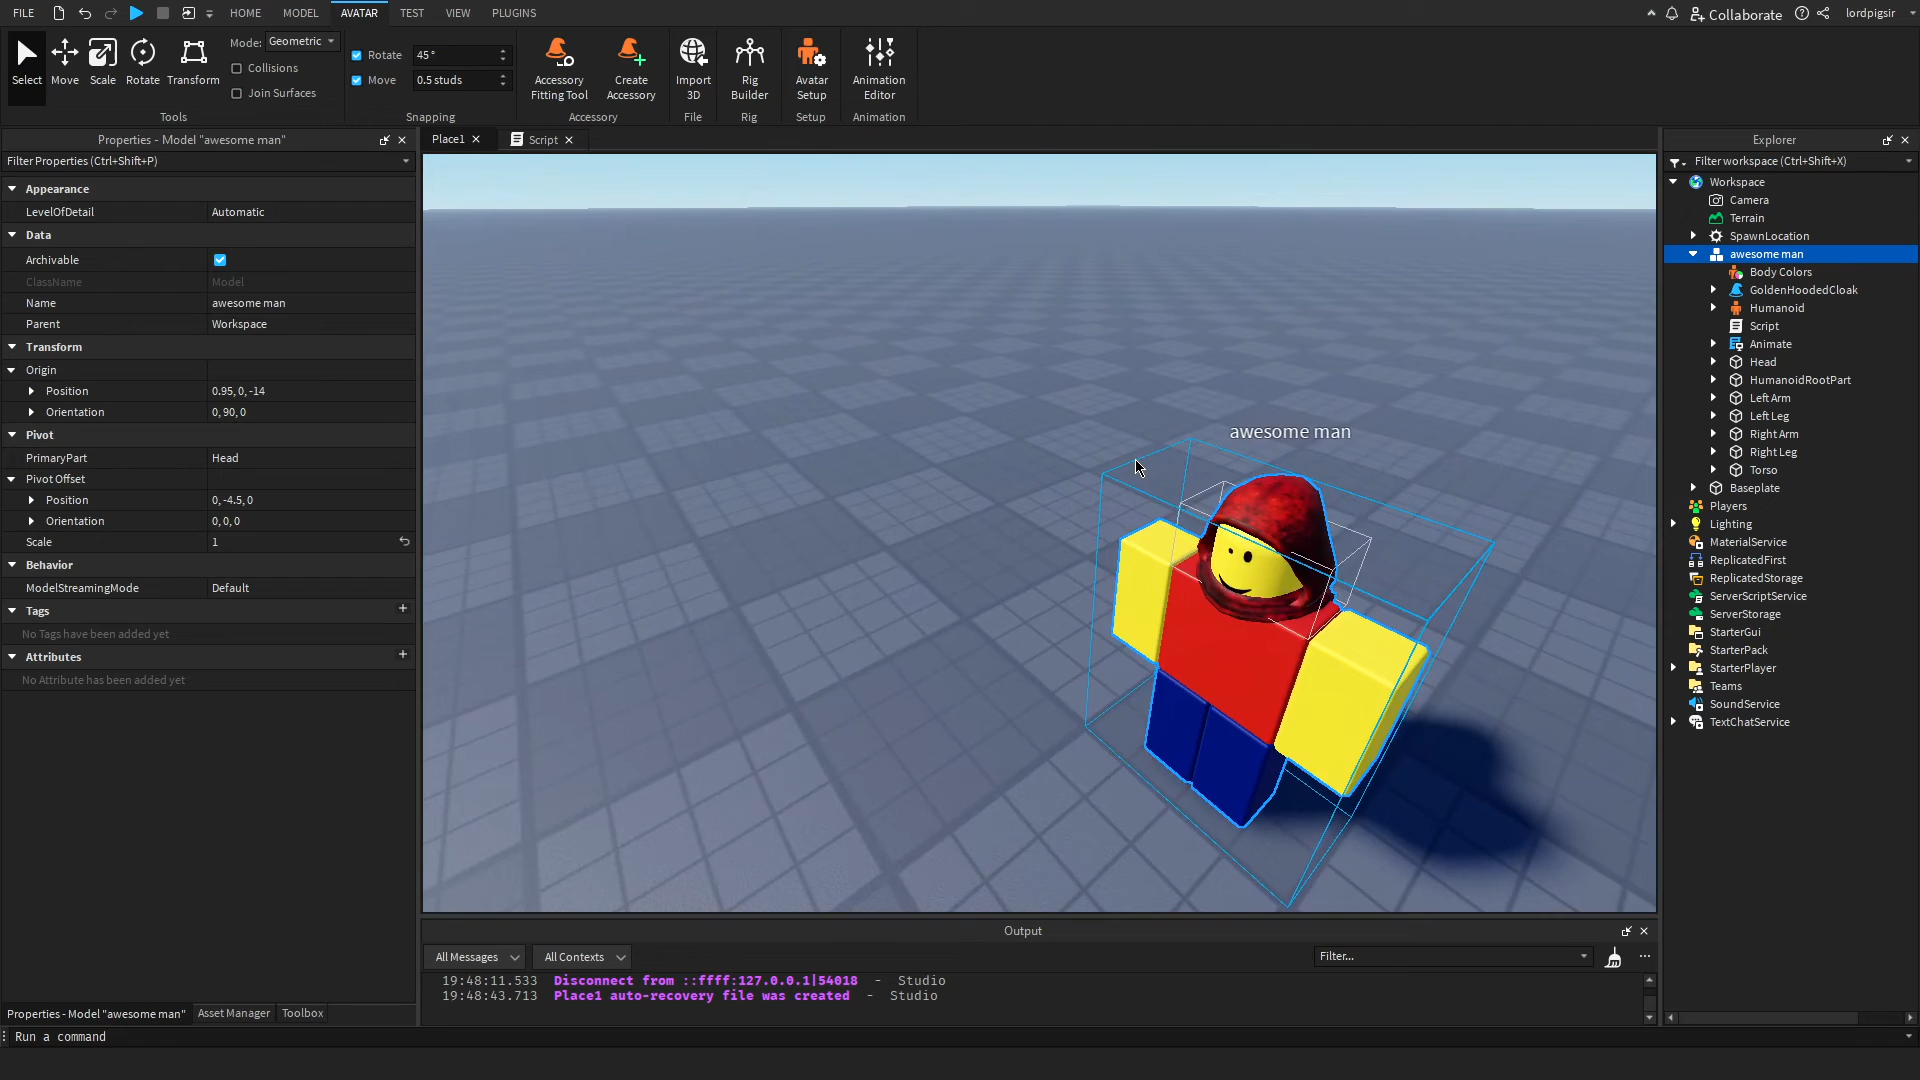 FILE HOME MODEL AVATAR TEST VIEW PLUGINS Collaborate lordpigsir
Select Move Scale Rotate Transform
Mode: Geometric
Collisions
Join Surfaces
Tools
Rotate 45°
Move 0.5 studs
Snapping
Accessory Fitting Tool
Create Accessory
Accessory
Import 3D
File
Rig Builder
Rig
Avatar Setup
Setup
Animation Editor
Animation
Properties - Model "awesome man"
Filter Properties (Ctrl+Shift+P)
Appearance
LevelOfDetail Automatic
Data
Archivable
ClassName Model
Name awesome man
Parent Workspace
Transform
Origin
Position 0.95, 0, -14
Orientation 0, 90, 0
Pivot
PrimaryPart Head
Pivot Offset
Position 0, -4.5, 0
Orientation 0, 0, 0
Scale 1
Behavior
ModelStreamingMode Default
Tags
No Tags have been added yet
Attributes
No Attribute has been added yet
Properties - Model "awesome man" Asset Manager Toolbox
Run a command
Place1 Script
awesome man
Output
All Messages All Contexts Filter...
19:48:11.533 Disconnect from ::ffff:127.0.0.1|54018 - Studio
19:48:43.713 Place1 auto-recovery file was created - Studio
Explorer
Filter workspace (Ctrl+Shift+X)
Workspace
Camera
Terrain
SpawnLocation
awesome man
Body Colors
GoldenHoodedCloak
Humanoid
Script
Animate
Head
HumanoidRootPart
Left Arm
Left Leg
Right Arm
Right Leg
Torso
Baseplate
Players
Lighting
MaterialService
ReplicatedFirst
ReplicatedStorage
ServerScriptService
ServerStorage
StarterGui
StarterPack
StarterPlayer
Teams
SoundService
TextChatService